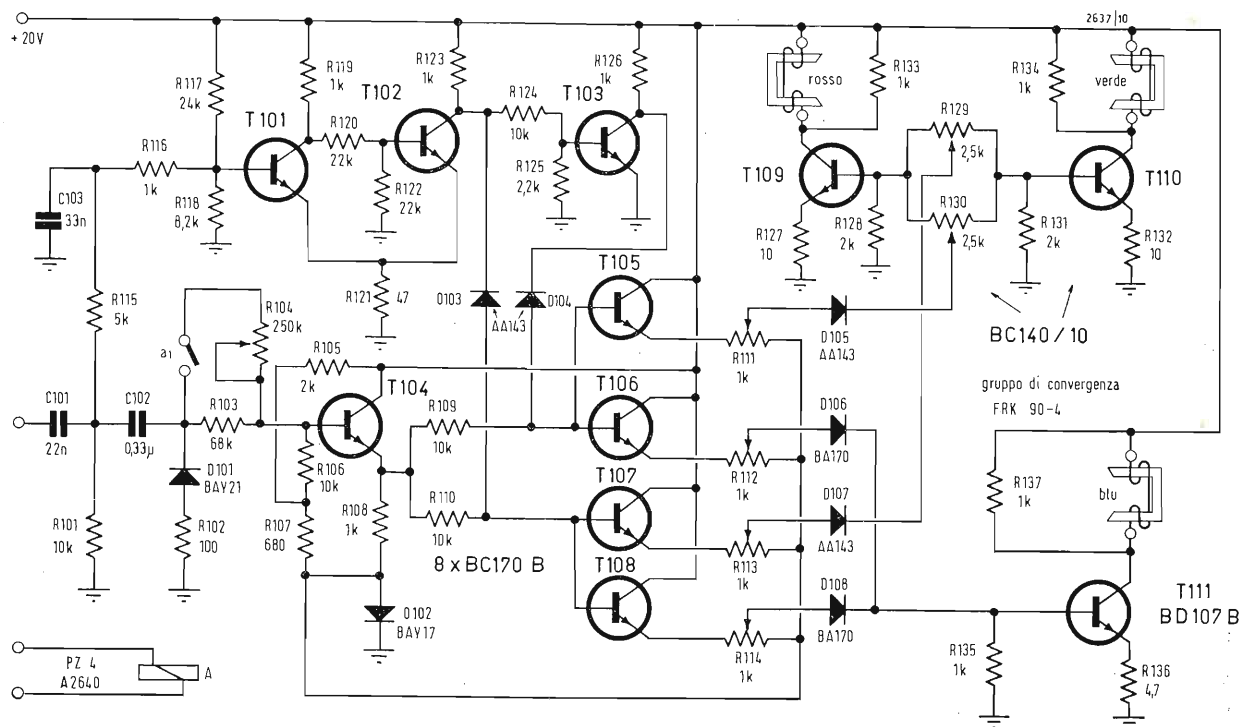 2637/10
+ 20V
R117
24k
R119
1k
T101
R120
22k
T102
R123
1k
R122
22k
R124
10k
T103
R126
1k
R125
2,2k
rosso
R133
1k
R134
1k
verde
R129
2,5k
R130
2,5k
T109
R127
10
R128
2k
R131
2k
T110
R132
10
BC140/10
R116
1k
R118
8,2k
C103
33n
R121
47
D103
AA143
D104
T105
R111
1k
D105
AA143
R115
5k
a1
R104
250k
R105
2k
T104
C101
22n
C102
0,33µ
R103
68k
R109
10k
T106
R112
1k
D106
BA170
gruppo di convergenza
FRK 90-4
R101
10k
D101
BAY21
R102
100
R106
10k
R107
680
R108
1k
R110
10k
T107
R113
1k
D107
AA143
R137
1k
blu
8 x BC170 B
T108
R114
1k
D108
BA170
D102
BAY17
T111
BD107B
R135
1k
R136
4,7
PZ 4
A2640
A